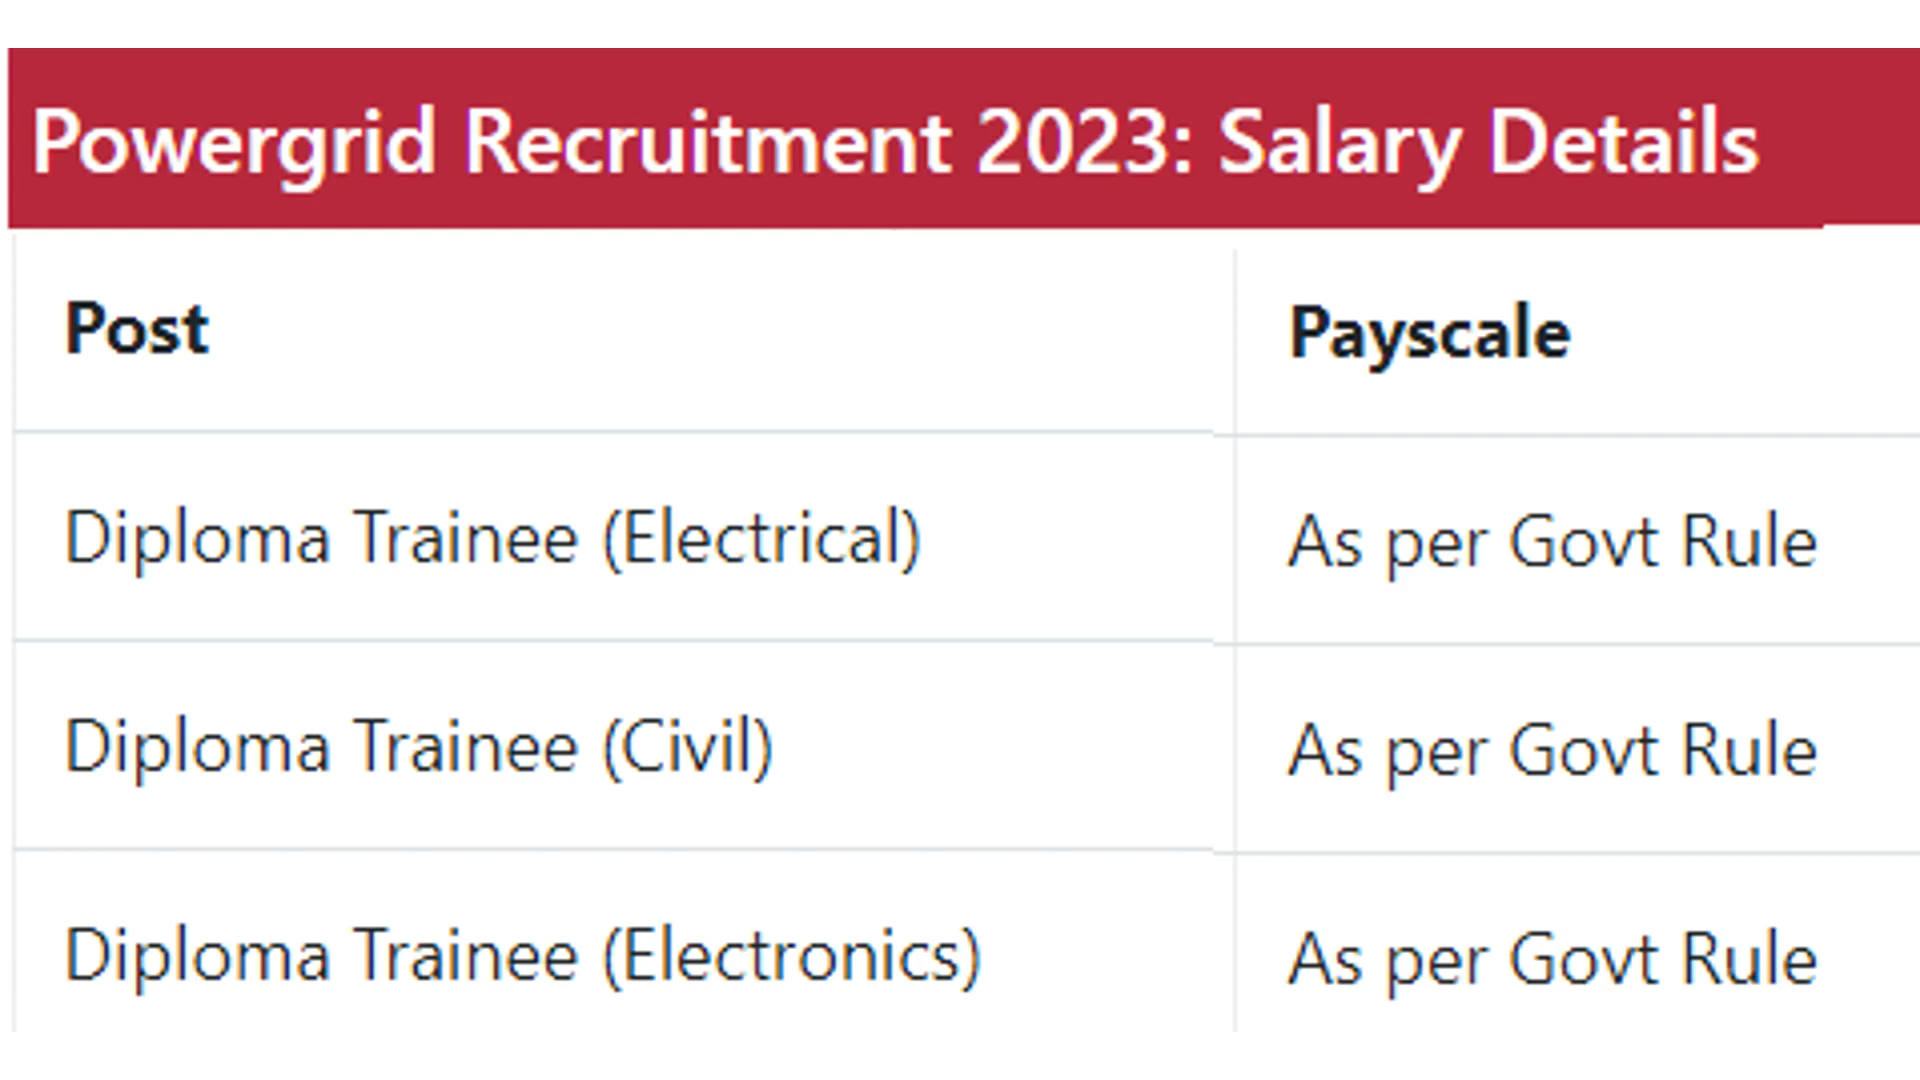 Powergrid Recruitment 2023: Salary Details
Post Payscale
Diploma Trainee (Electrical) As per Govt Rule
Diploma Trainee (Civil) As per Govt Rule
Diploma Trainee (Electronics) As per Govt Rule